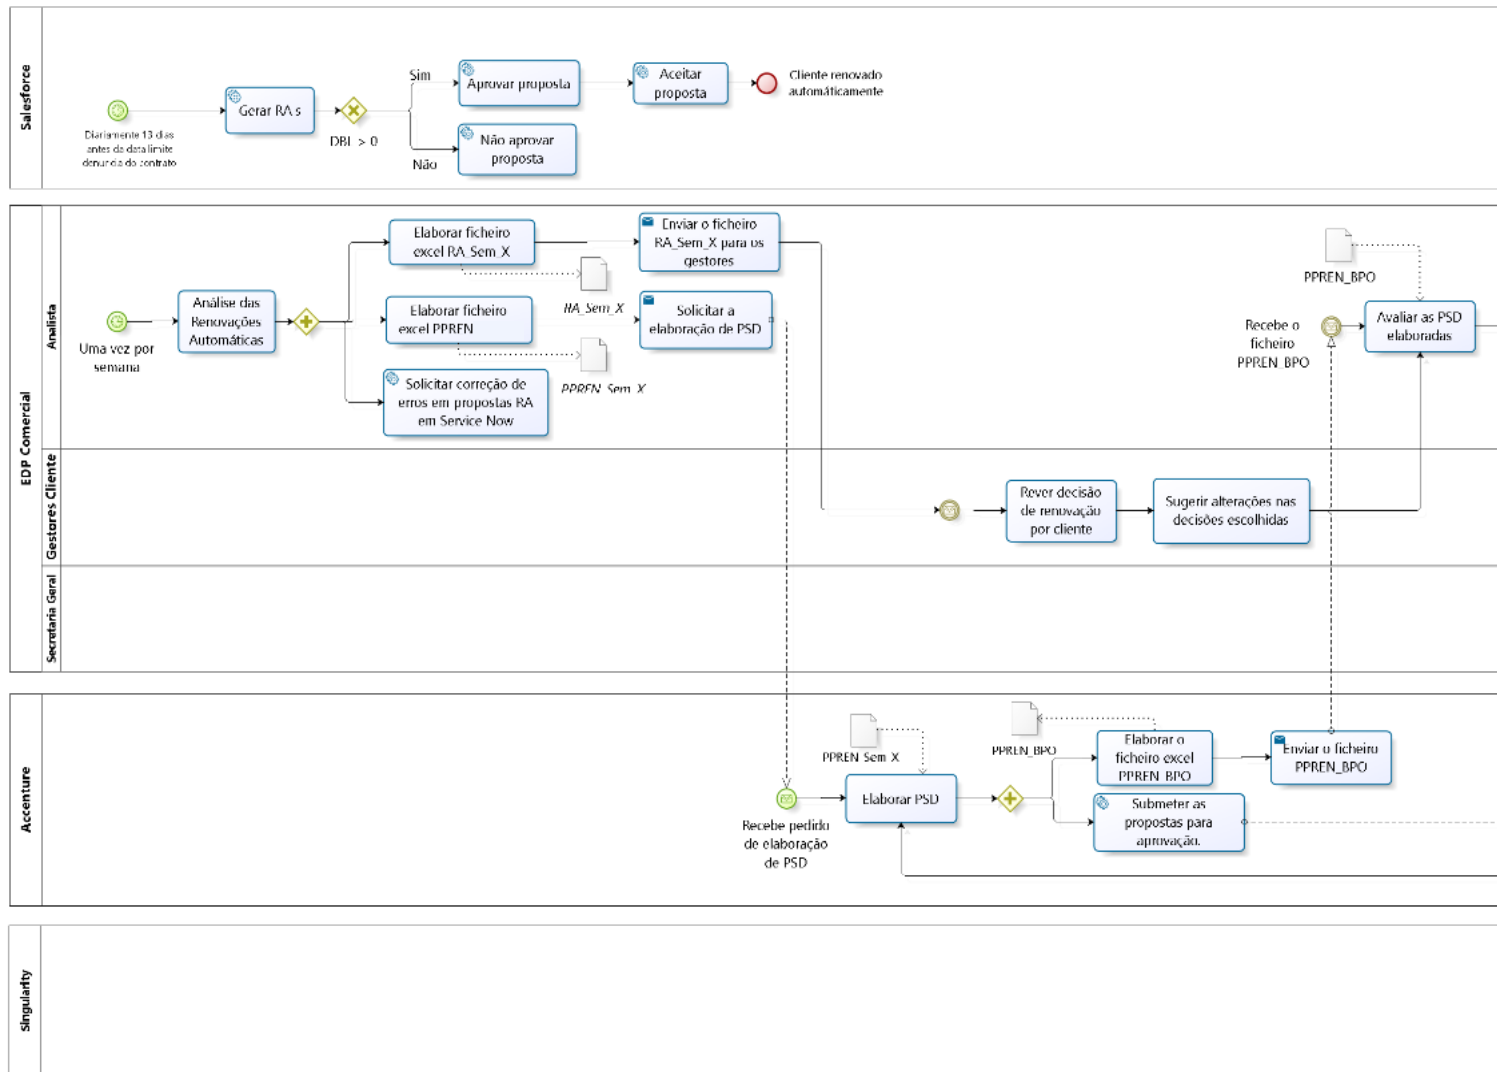 Salesforce
Diariamente 13 dias
antes da data limite
denuncia do contrato
Gerar RA s
DBL > 0
Sim
Não
Aprovar proposta
Não aprovar
proposta
Aceitar
proposta
Cliente renovado
automáticamente
EDP Comercial
Analista
Uma vez por
semana
Análise das
Renovações
Automáticas
Elaborar ficheiro
excel RA_Sem_X
RA_Sem_X
Enviar o ficheiro
RA_Sem_X para os
gestores
Elaborar ficheiro
excel PPREN
PPREN_Sem_X
Solicitar a
elaboração de PSD
Solicitar correção de
erros em propostas RA
em Service Now
PPREN_BPO
Recebe o
ficheiro
PPREN_BPO
Avaliar as PSD
elaboradas
Gestores Cliente
Rever decisão
de renovação
por cliente
Sugerir alterações nas
decisões escolhidas
Secretaria Geral
Accenture
Recebe pedido
de elaboração
de PSD
PPREN_Sem_X
Elaborar PSD
PPREN_BPO
Elaborar o
ficheiro excel
PPREN_BPO
Enviar o ficheiro
PPREN_BPO
Submeter as
propostas para
aprovação.
Singularity